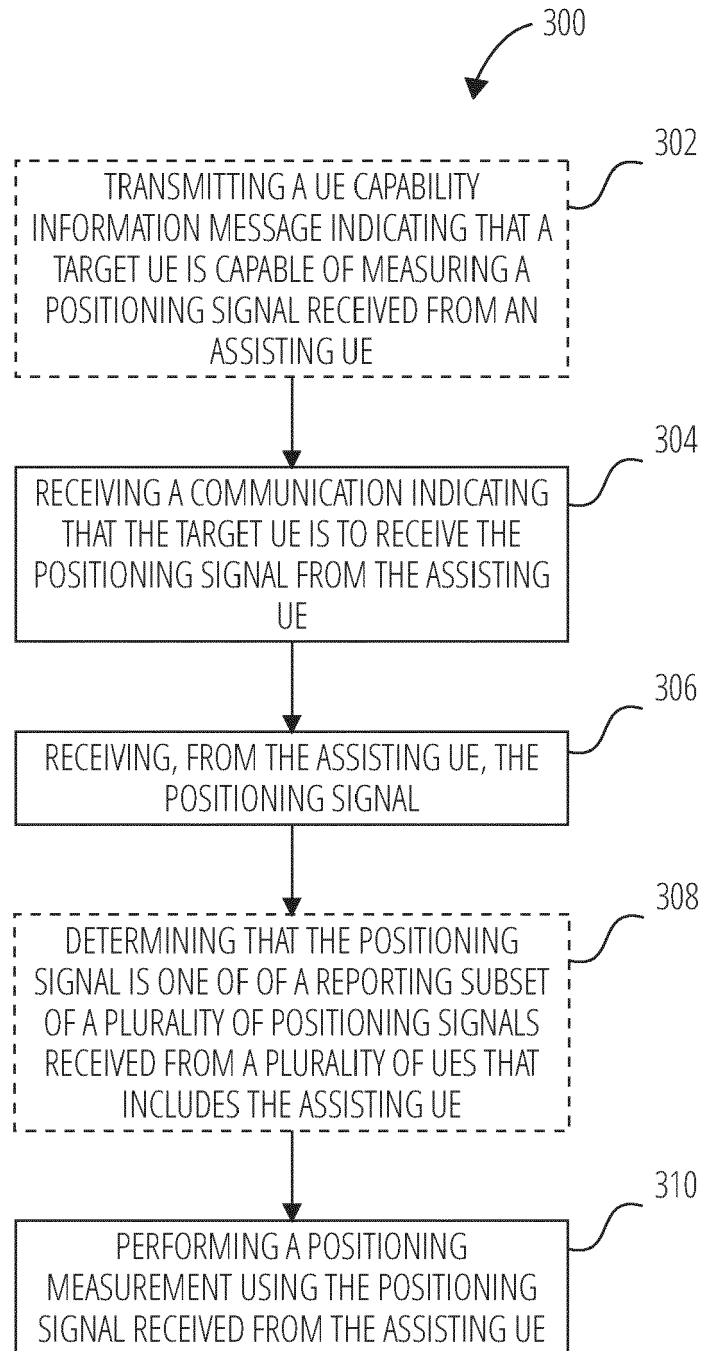 300
302
TRANSMITTING A UE CAPABILITY
INFORMATION MESSAGE INDICATING THAT A
TARGET UE IS CAPABLE OF MEASURING A
POSITIONING SIGNAL RECEIVED FROM AN
ASSISTING UE
304
RECEIVING A COMMUNICATION INDICATING
THAT THE TARGET UE IS TO RECEIVE THE
POSITIONING SIGNAL FROM THE ASSISTING
UE
306
RECEIVING, FROM THE ASSISTING UE, THE
POSITIONING SIGNAL
308
DETERMINING THAT THE POSITIONING
SIGNAL IS ONE OF OF A REPORTING SUBSET
OF A PLURALITY OF POSITIONING SIGNALS
RECEIVED FROM A PLURALITY OF UES THAT
INCLUDES THE ASSISTING UE
310
PERFORMING A POSITIONING
MEASUREMENT USING THE POSITIONING
SIGNAL RECEIVED FROM THE ASSISTING UE